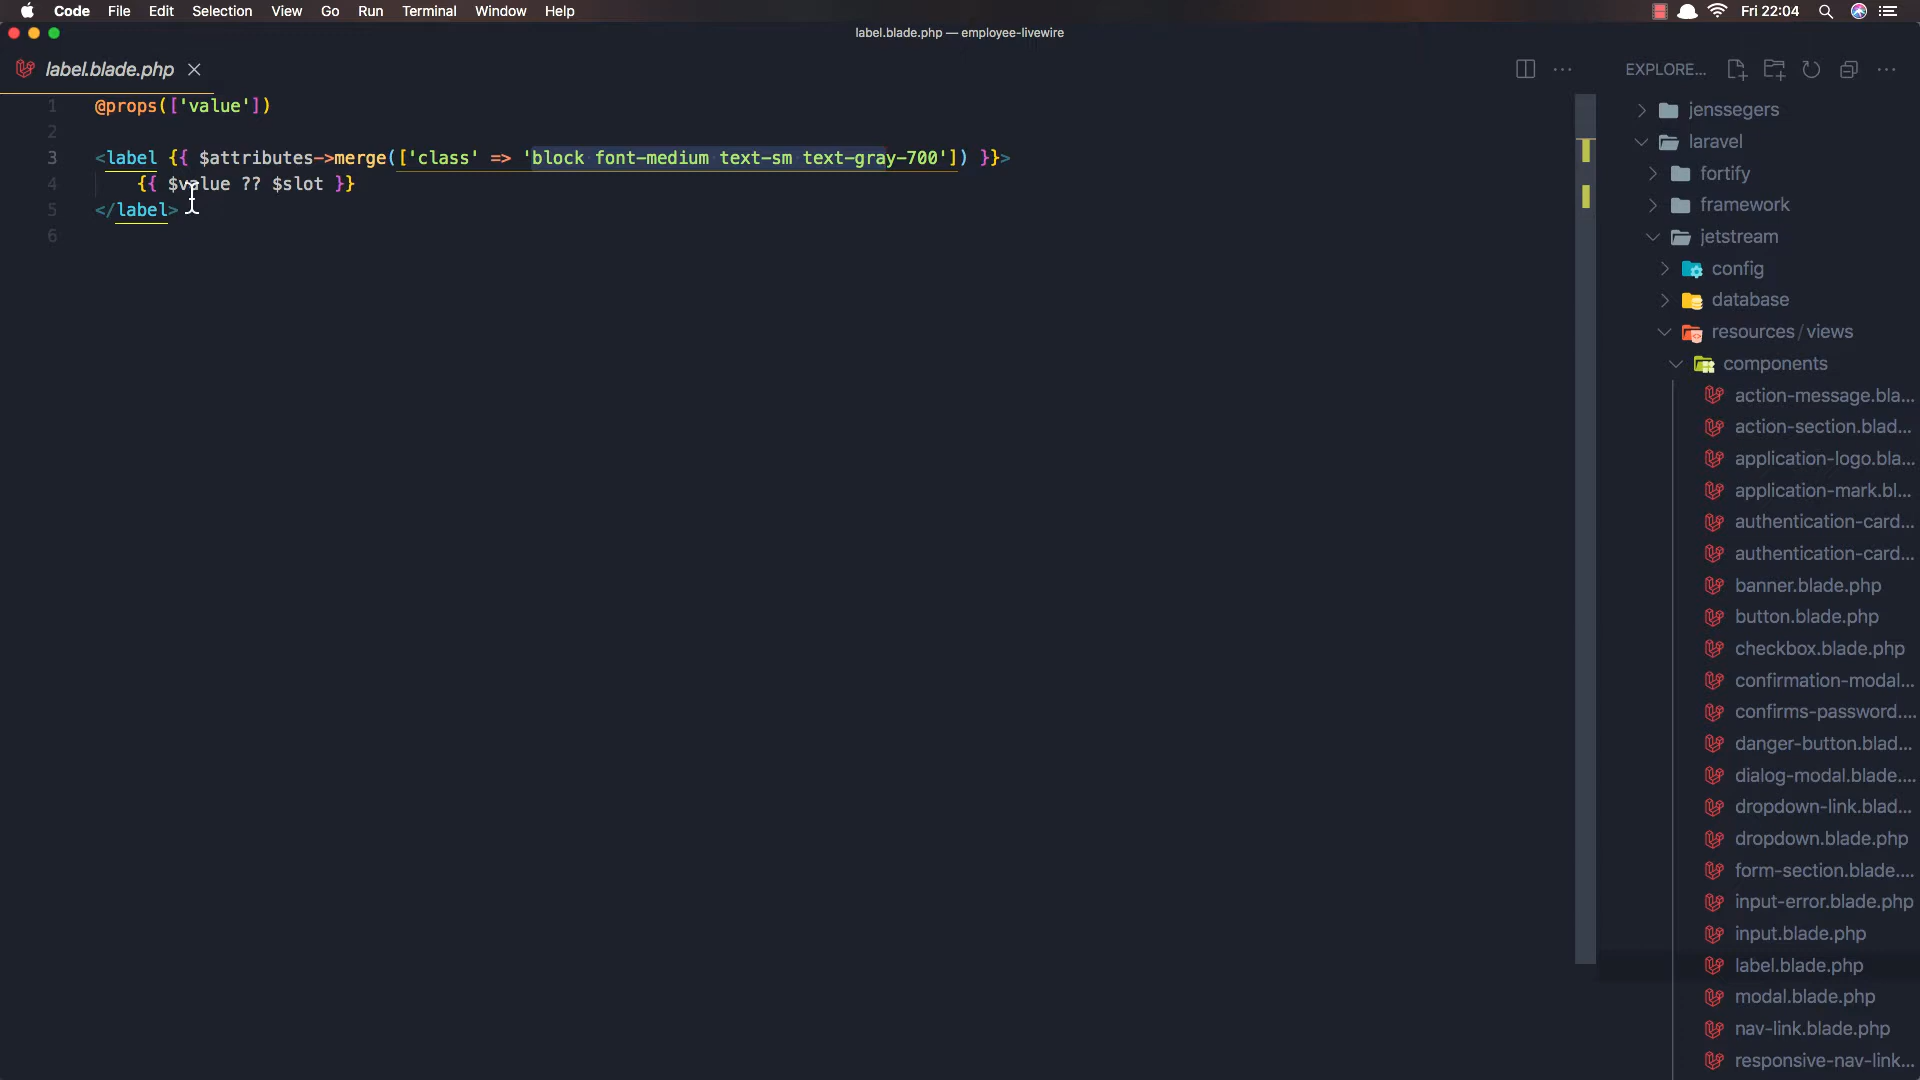 Code File Edit Selection View Go Run Terminal Window Help Fri 22:04
label.blade.php — employee-livewire
label.blade.php
EXPLORE...
1 @props(['value'])
2
3 <label {{ $attributes->merge(['class' => 'block font-medium text-sm text-gray-700']) }}>
4 {{ $value ?? $slot }}
5 </label>
6
jenssegers
laravel
fortify
framework
jetstream
config
database
resources/views
components
action-message.bla...
action-section.blad...
application-logo.bla...
application-mark.bl...
authentication-card...
authentication-card...
banner.blade.php
button.blade.php
checkbox.blade.php
confirmation-modal...
confirms-password....
danger-button.blad...
dialog-modal.blade....
dropdown-link.blad...
dropdown.blade.php
form-section.blade....
input-error.blade.php
input.blade.php
label.blade.php
modal.blade.php
nav-link.blade.php
responsive-nav-link...